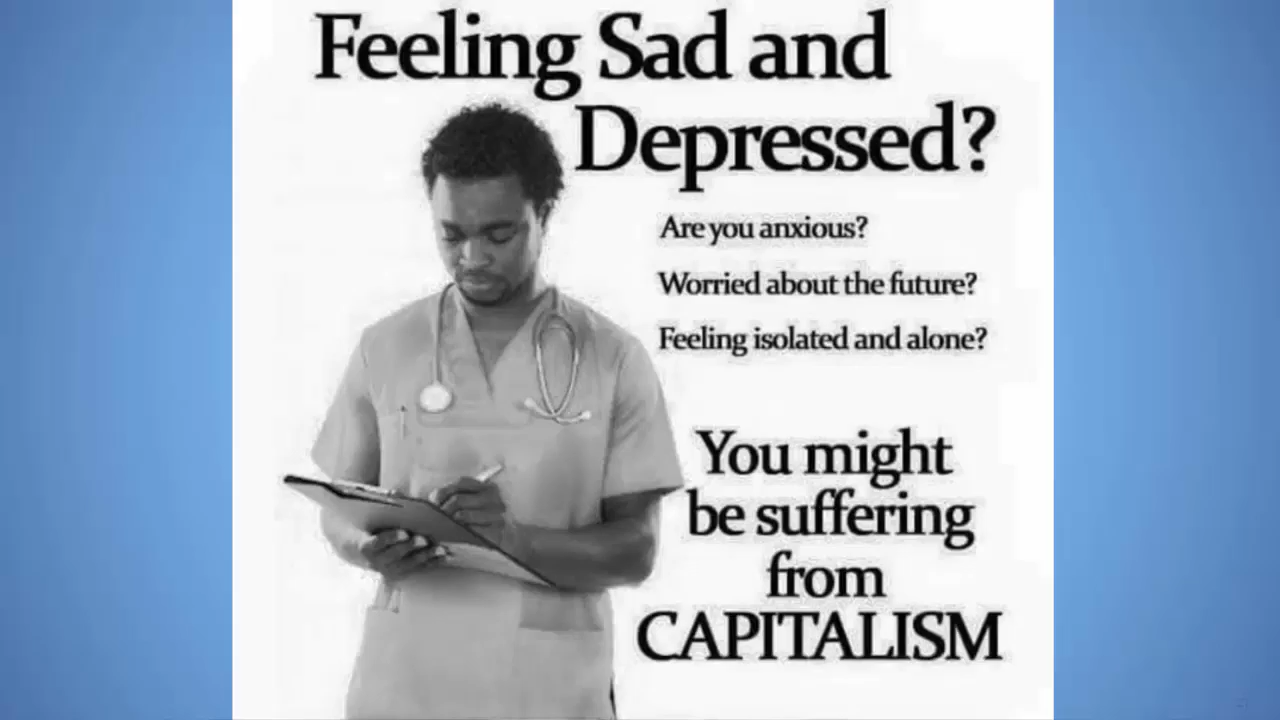 Feeling Sad and
Depressed?
Are you anxious?
Worried about the future?
Feeling isolated and alone?
You might
be suffering
from
CAPITALISM